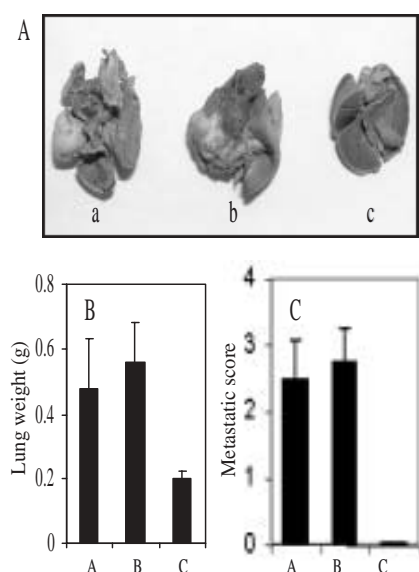 A
a b c
B
Lung weight (g)
0.8
0.6
0.4
0.2
0
A B C
C
Metastatic score
4
3
2
1
0
A B C